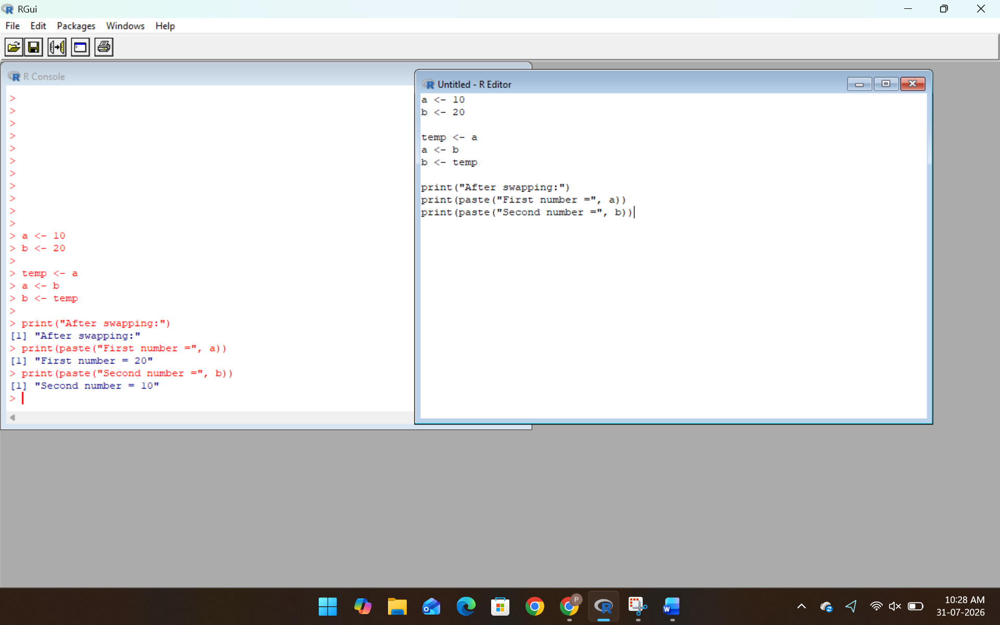 RGui
File Edit Packages Windows Help
R Console
>
>
>
>
>
>
>
>
>
>
>
> a <- 10
> b <- 20
>
> temp <- a
> a <- b
> b <- temp
>
> print("After swapping:")
[1] "After swapping:"
> print(paste("First number =", a))
[1] "First number = 20"
> print(paste("Second number =", b))
[1] "Second number = 10"
>
Untitled - R Editor
a <- 10
b <- 20
temp <- a
a <- b
b <- temp
print("After swapping:")
print(paste("First number =", a))
print(paste("Second number =", b))
P
10:28 AM
31-07-2026